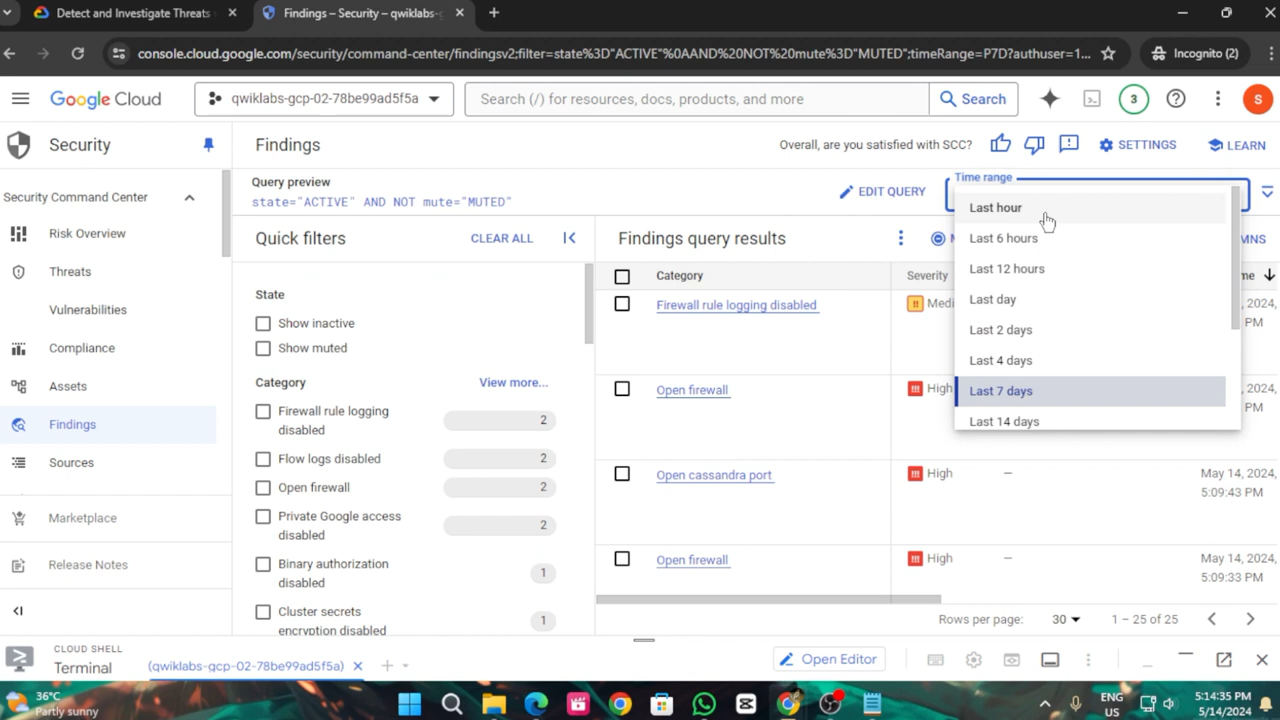 Detect and Investigate Threats
Findings – Security – qwiklabs-
console.cloud.google.com/security/command-center/findingsv2;filter=state%3D"ACTIVE"%0AAND%20NOT%20mute%3D"MUTED";timeRange=P7D?authuser=1...
Incognito (2)
Google Cloud
qwiklabs-gcp-02-78be99ad5f5a
Search (/) for resources, docs, products, and more
Search
3
S
Security
Findings
Overall, are you satisfied with SCC?
SETTINGS
LEARN
Security Command Center
Risk Overview
Threats
Vulnerabilities
Compliance
Assets
Findings
Sources
Marketplace
Release Notes
Query preview
state="ACTIVE" AND NOT mute="MUTED"
EDIT QUERY
Time range
Last hour
Last 6 hours
Last 12 hours
Last day
Last 2 days
Last 4 days
Last 7 days
Last 14 days
Quick filters
CLEAR ALL
State
Show inactive
Show muted
Category
View more...
Firewall rule logging
disabled
2
Flow logs disabled
2
Open firewall
2
Private Google access
disabled
2
Binary authorization
disabled
1
Cluster secrets
encryption disabled
1
Findings query results
Category
Severity
Firewall rule logging disabled
Open firewall
High
Open cassandra port
High
–
May 14, 2024,
5:09:43 PM
Open firewall
High
–
May 14, 2024,
5:09:33 PM
Rows per page:
30
1 – 25 of 25
CLOUD SHELL
Terminal
(qwiklabs-gcp-02-78be99ad5f5a)
Open Editor
36°C
Partly sunny
ENG
US
5:14:35 PM
5/14/2024